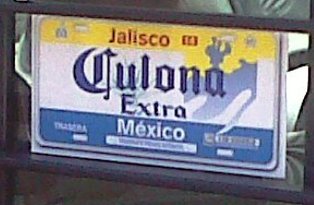 Jalisco
Culona
Extra
TRASERA
México